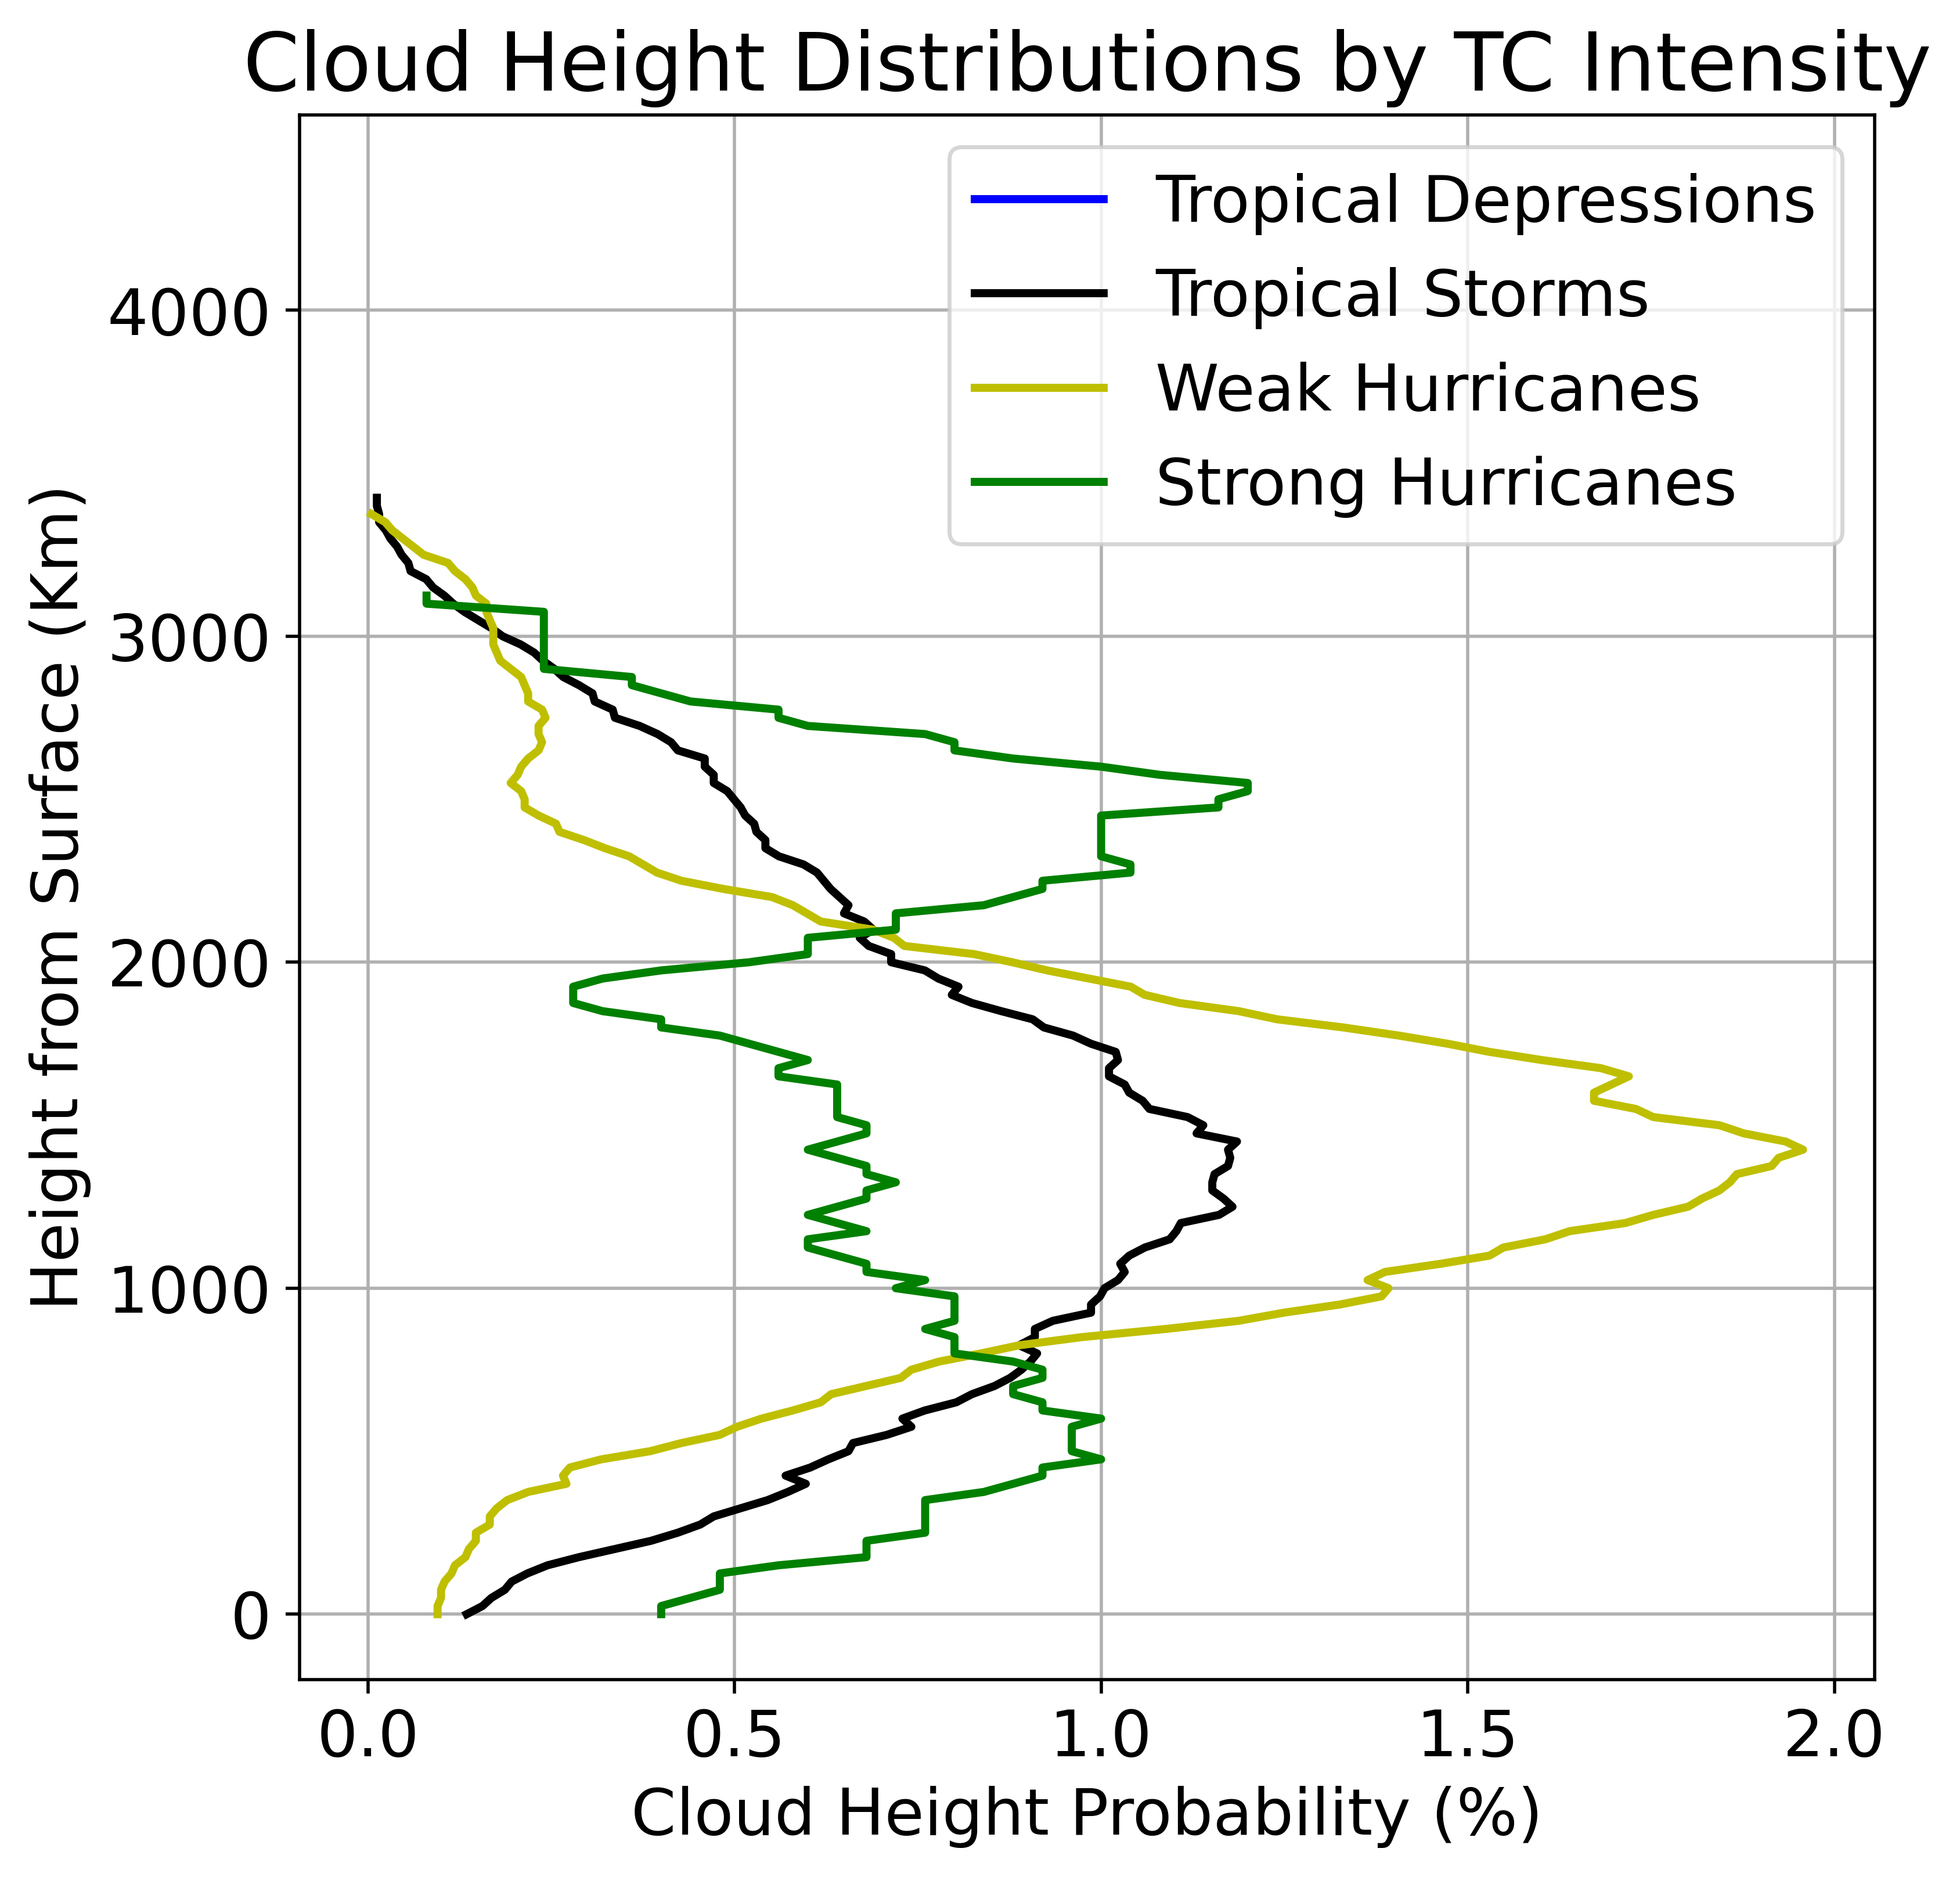 Cloud Height Distributions by TC Intensity
Tropical Depressions
Tropical Storms
Weak Hurricanes
Strong Hurricanes
Height from Surface (Km)
4000
3000
2000
1000
0
0.0 0.5 1.0 1.5 2.0
Cloud Height Probability (%)